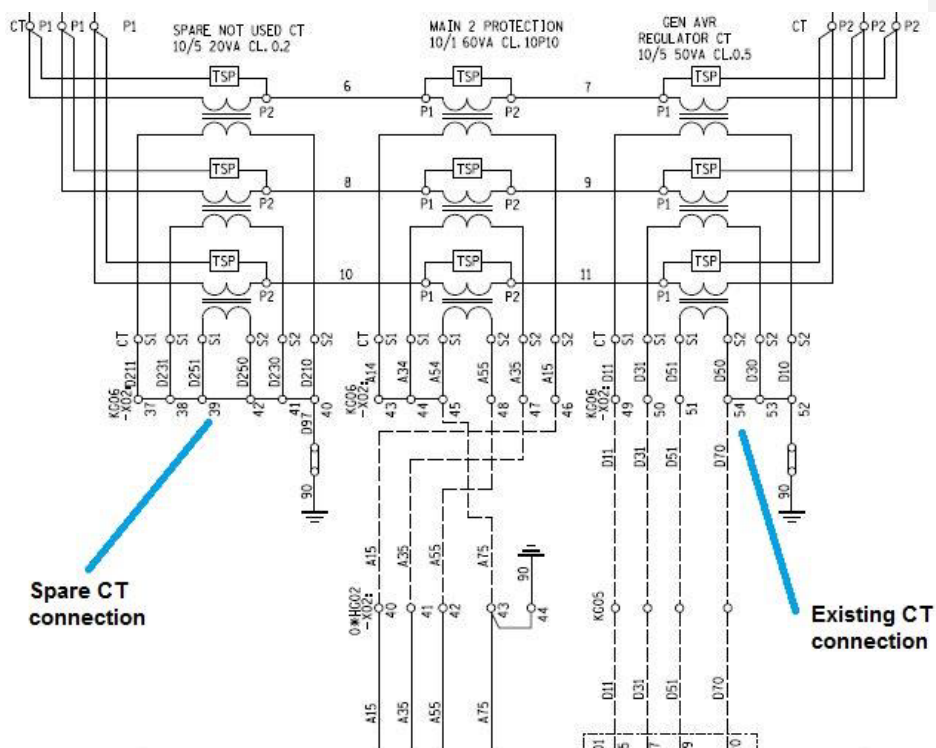 CT P1 P1 P1
SPARE NOT USED CT
10/5 20VA CL. 0.2
MAIN 2 PROTECTION
10/1 60VA CL. 10P10
GEN AVR
REGULATOR CT
10/5 50VA CL.0.5
CT P2 P2 P2
TSP TSP TSP
6 7
P2 P1 P2 P1
TSP TSP TSP
8 9
P2 P1 P2 P1
TSP TSP TSP
10 11
P2 P1 P2 P1
CT S1 S1 S1 S2 S2 S2
CT S1 S1 S1 S2 S2 S2
CT S1 S1 S1 S2 S2 S2
D211 D231 D251 D250 D230 D210
A14 A34 A54 A55 A35 A15
D11 D31 D51 D50 D30 D10
KG06
-X02:
37 38 39 42 41 40
KG06
-X02:
43 44 45 48 47 46
KG06
-X02:
49 50 51 54 53 52
D97
D11 D31 D51 D70
90
90
Spare CT
connection
A15 A35 A55 A75
90
0*HG02
-X02:
40 41 42 43 44
KG05
Existing CT
connection
D11 D31 D51 D70
A15 A35 A55 A75